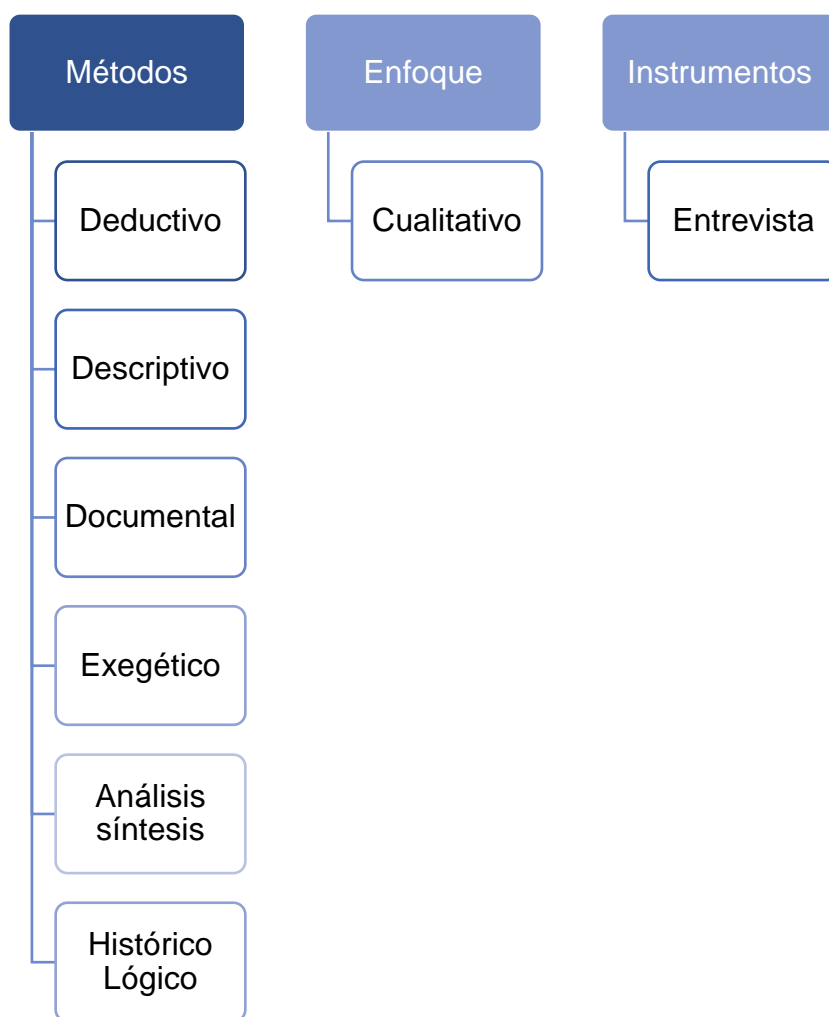 Métodos
Enfoque
Instrumentos
Deductivo
Cualitativo
Entrevista
Descriptivo
Documental
Exegético
Análisis
síntesis
Histórico
Lógico